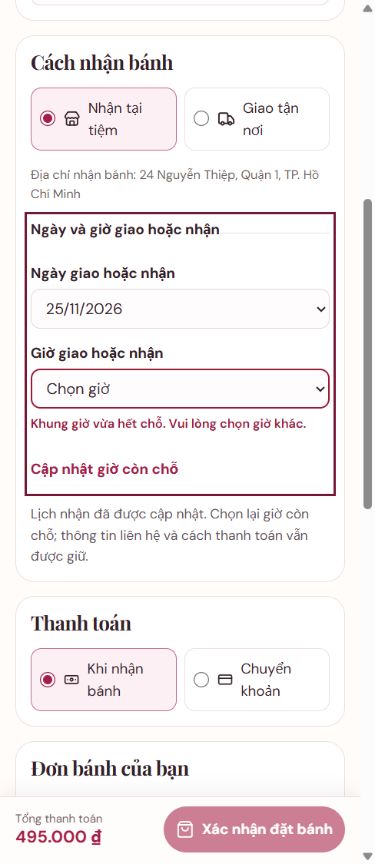 Cách nhận bánh
Nhận tại
tiệm
Giao tận
nơi
Địa chỉ nhận bánh: 24 Nguyễn Thiệp, Quận 1, TP. Hồ
Chí Minh
Ngày và giờ giao hoặc nhận
Ngày giao hoặc nhận
25/11/2026
Giờ giao hoặc nhận
Chọn giờ
Khung giờ vừa hết chỗ. Vui lòng chọn giờ khác.
Cập nhật giờ còn chỗ
Lịch nhận đã được cập nhật. Chọn lại giờ còn
chỗ; thông tin liên hệ và cách thanh toán vẫn
được giữ.
Thanh toán
Khi nhận
bánh
Chuyển
khoản
Đơn bánh của bạn
Tổng thanh toán
495.000 ₫
Xác nhận đặt bánh